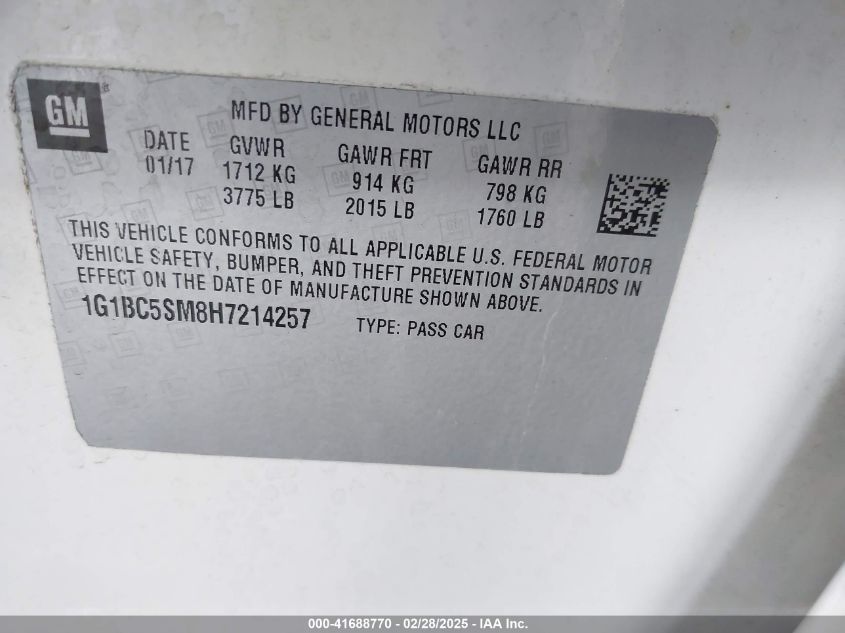 GM
MFD BY GENERAL MOTORS LLC
DATE GVWR GAWR FRT GAWR RR
01/17 1712 KG 914 KG 798 KG
3775 LB 2015 LB 1760 LB
THIS VEHICLE CONFORMS TO ALL APPLICABLE U.S. FEDERAL MOTOR
VEHICLE SAFETY, BUMPER, AND THEFT PREVENTION STANDARDS IN
EFFECT ON THE DATE OF MANUFACTURE SHOWN ABOVE.
1G1BC5SM8H7214257 TYPE: PASS CAR
000-41688770 - 02/28/2025 - IAA Inc.